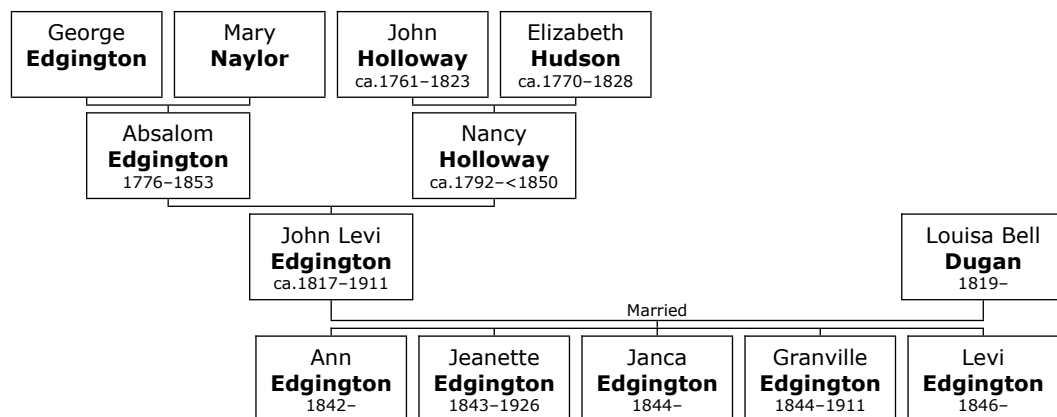 George
Edgington
Mary
Naylor
John
Holloway
ca.1761–1823
Elizabeth
Hudson
ca.1770–1828
Absalom
Edgington
1776–1853
Nancy
Holloway
ca.1792–<1850
John Levi
Edgington
ca.1817–1911
Louisa Bell
Dugan
1819–
Married
Ann
Edgington
1842–
Jeanette
Edgington
1843–1926
Janca
Edgington
1844–
Granville
Edgington
1844–1911
Levi
Edgington
1846–